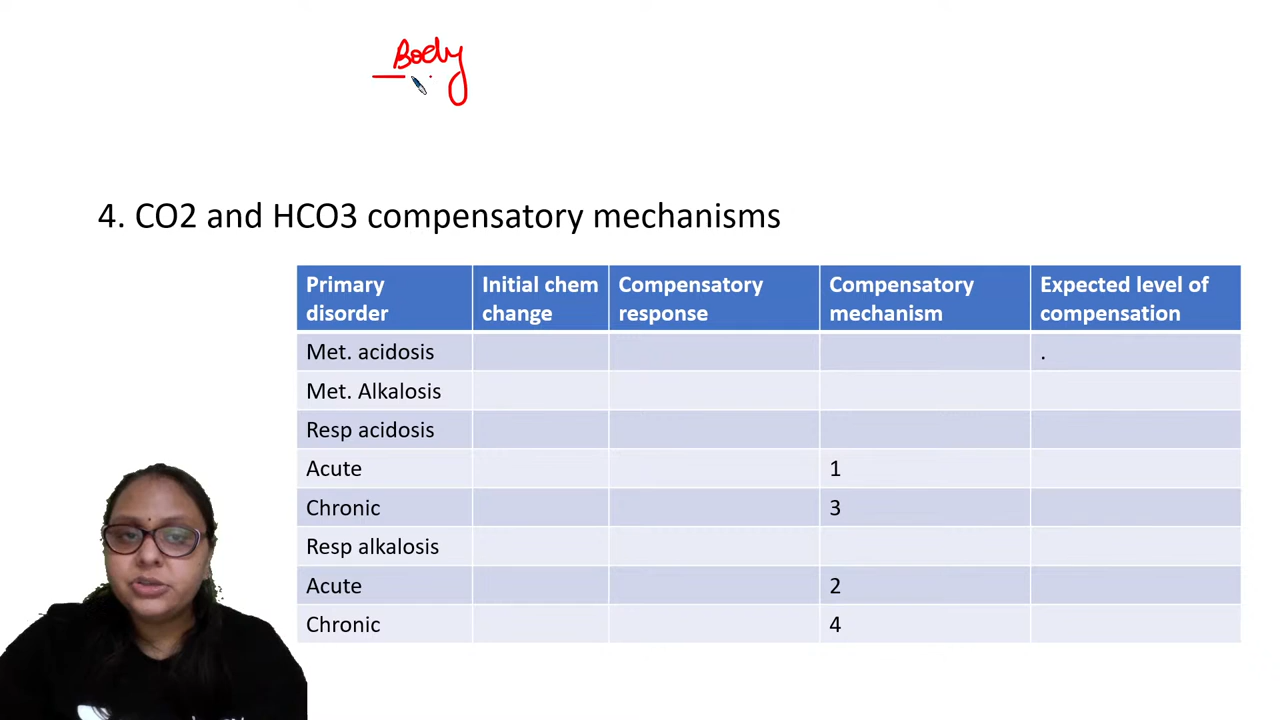 Body
4. CO2 and HCO3 compensatory mechanisms
Primary disorder Initial chem change Compensatory response Compensatory mechanism Expected level of compensation
Met. acidosis .
Met. Alkalosis
Resp acidosis
Acute 1
Chronic 3
Resp alkalosis
Acute 2
Chronic 4